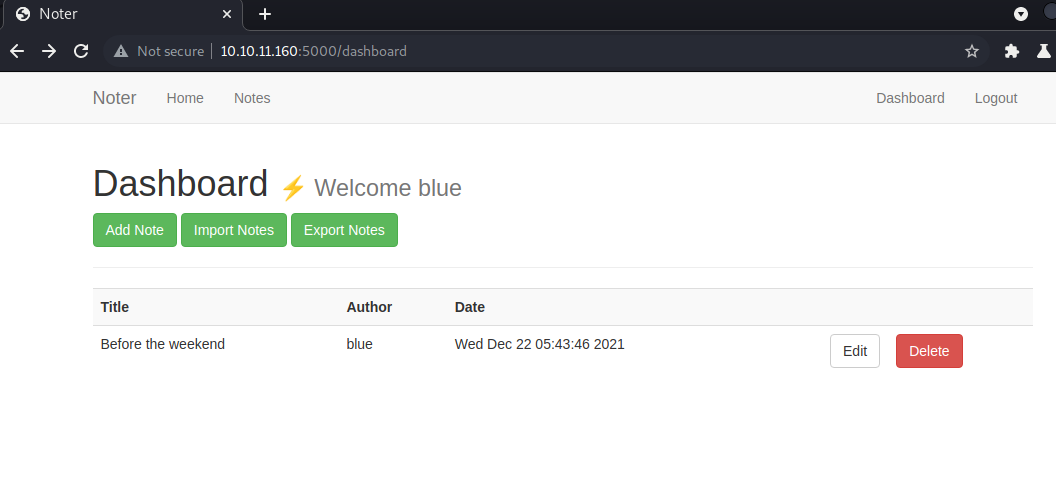 Noter
Not secure 10.10.11.160:5000/dashboard
Noter Home Notes Dashboard Logout
Dashboard ⚡ Welcome blue
Add Note Import Notes Export Notes
Title Author Date
Before the weekend blue Wed Dec 22 05:43:46 2021 Edit Delete